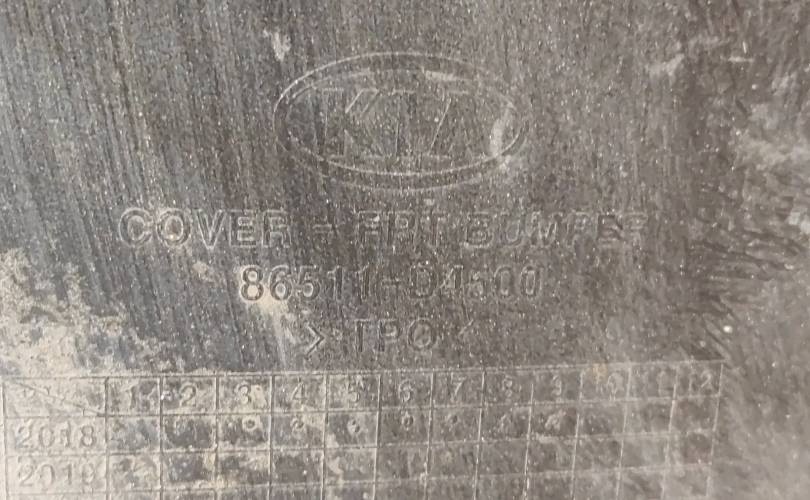 KIA
COVER - FRT BUMPER
86511-D4500
> TPO <
1 2 3 4 5 6 7 8 9 10 11 12
2018
2019